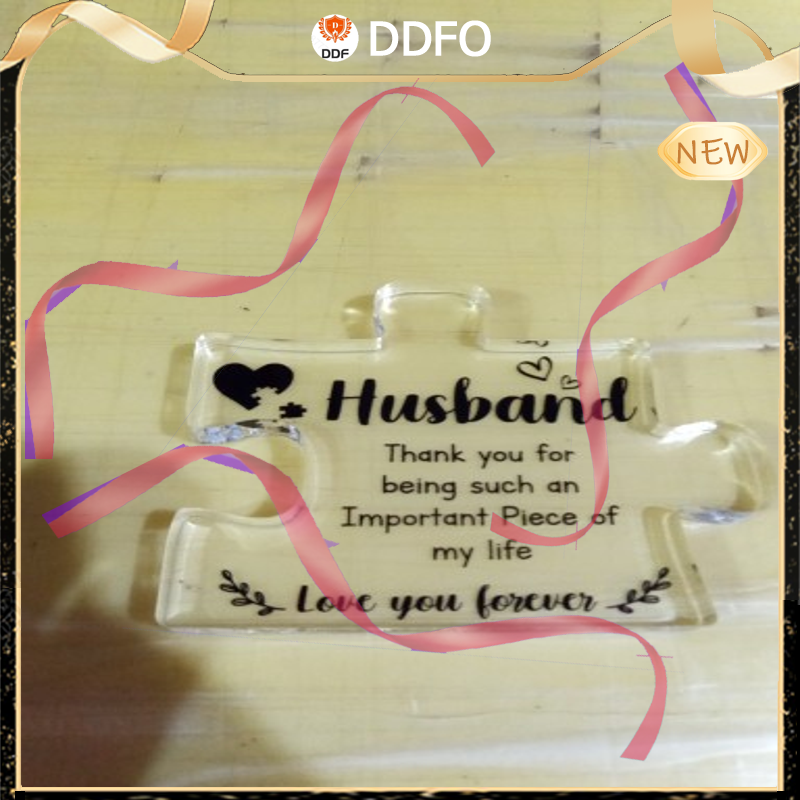 DDF DDFO
NEW
Husband
Thank you for
being such an
Important Piece of
my life
Love you forever